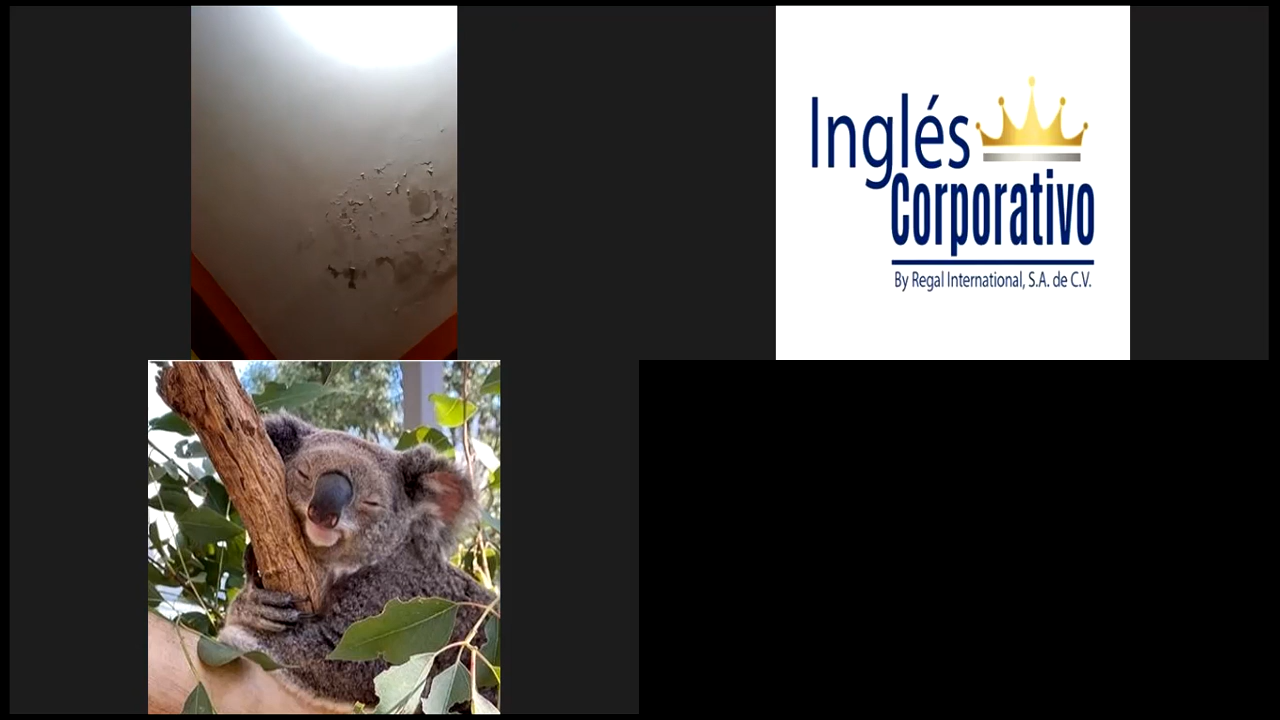 Inglés
Corporativo
By Regal International, S.A. de C.V.